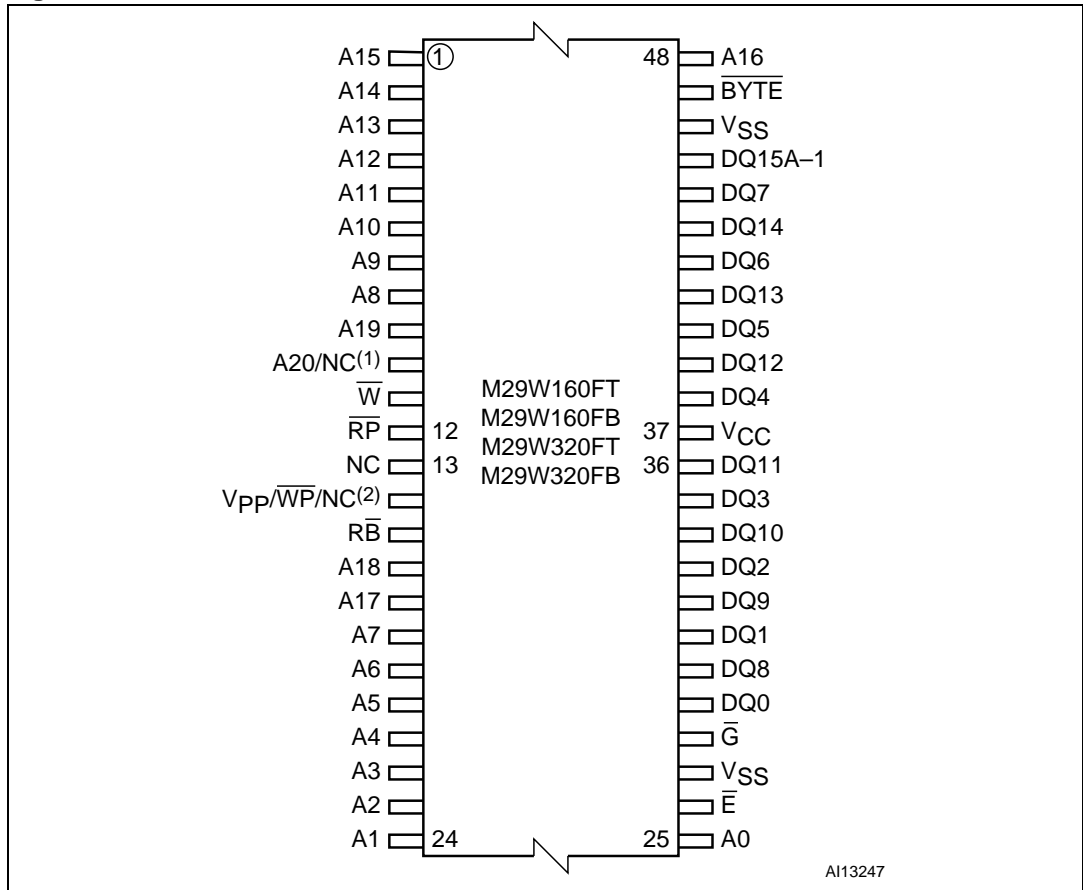 A15 ① 48 A16
A14 B̅Y̅T̅E̅
A13 VSS
A12 DQ15A–1
A11 DQ7
A10 DQ14
A9 DQ6
A8 DQ13
A19 DQ5
A20/NC(1) DQ12
W̅ DQ4
R̅P̅ 12 37 VCC
NC 13 36 DQ11
VPP/W̅P̅/NC(2) DQ3
RB̅ DQ10
A18 DQ2
A17 DQ9
A7 DQ1
A6 DQ8
A5 DQ0
A4 G̅
A3 VSS
A2 E̅
A1 24 25 A0
M29W160FT
M29W160FB
M29W320FT
M29W320FB
AI13247